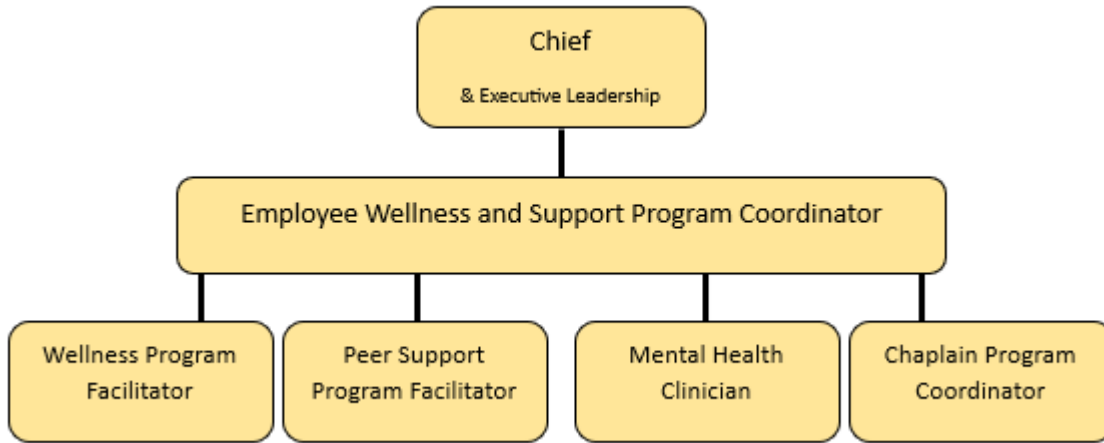 Chief
& Executive Leadership
Employee Wellness and Support Program Coordinator
Wellness Program
Facilitator
Peer Support
Program Facilitator
Mental Health
Clinician
Chaplain Program
Coordinator